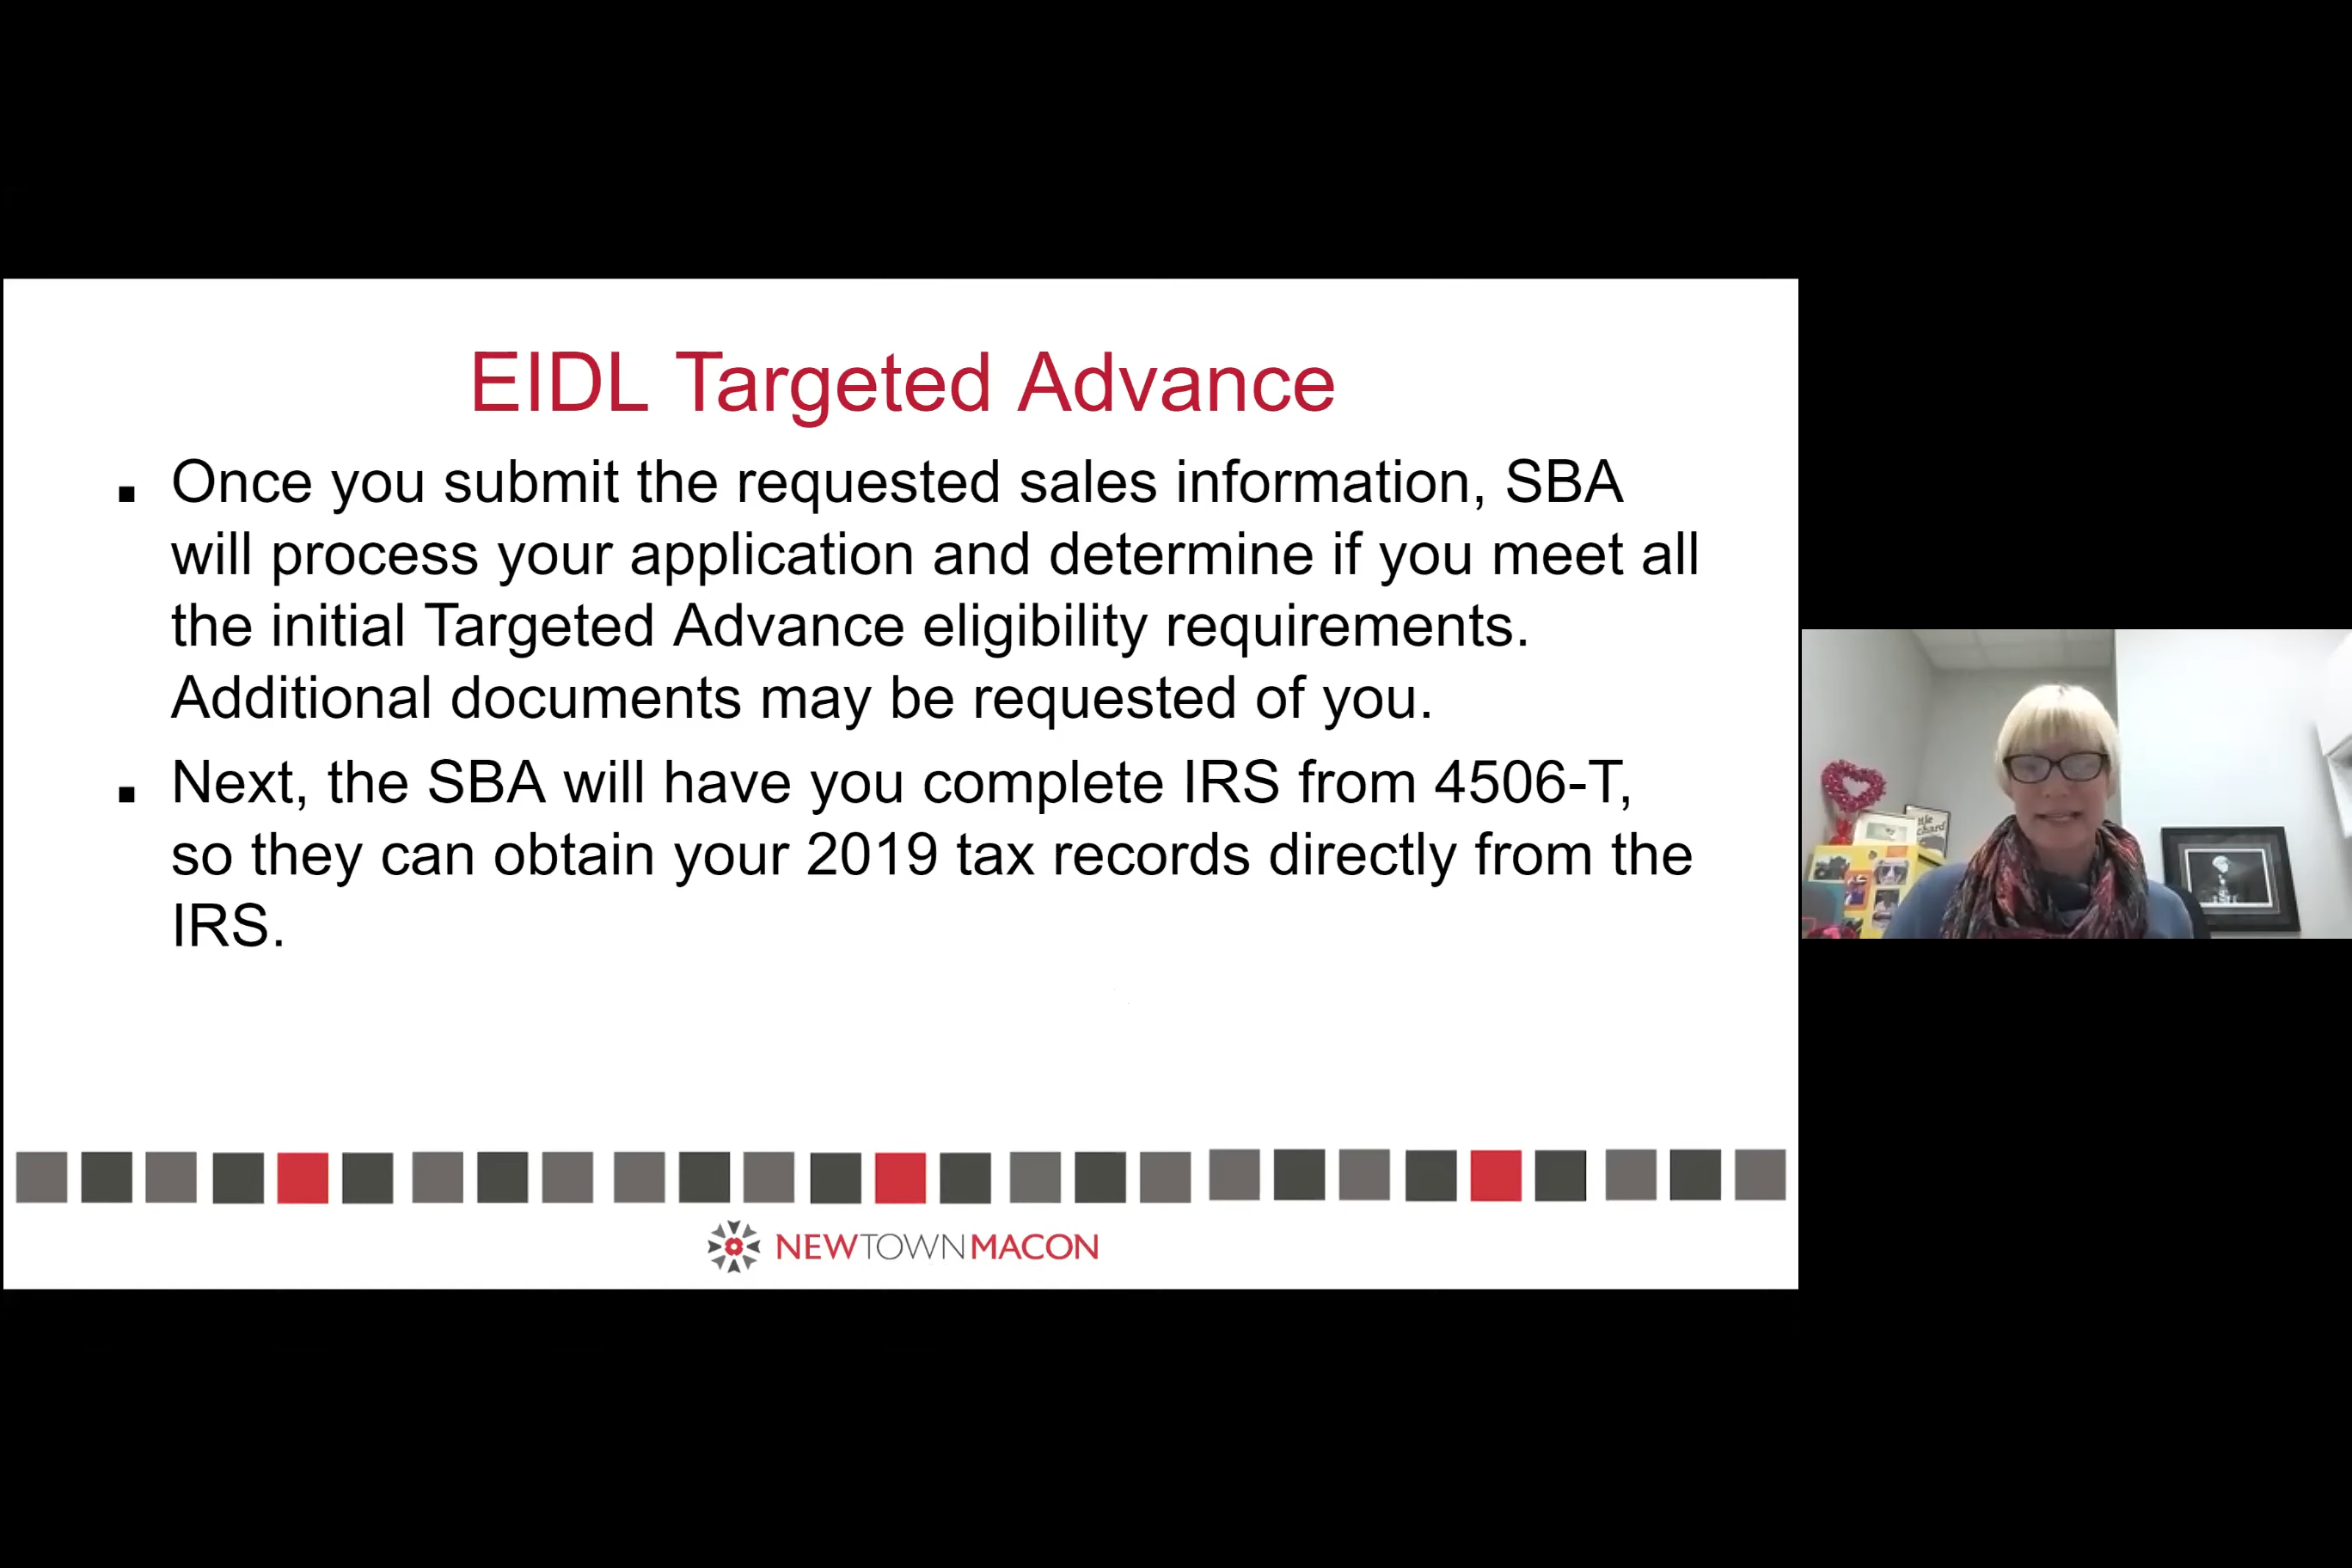 EIDL Targeted Advance
▪ Once you submit the requested sales information, SBA
will process your application and determine if you meet all
the initial Targeted Advance eligibility requirements.
Additional documents may be requested of you.
▪ Next, the SBA will have you complete IRS from 4506-T,
so they can obtain your 2019 tax records directly from the
IRS.
NEWTOWNMACON